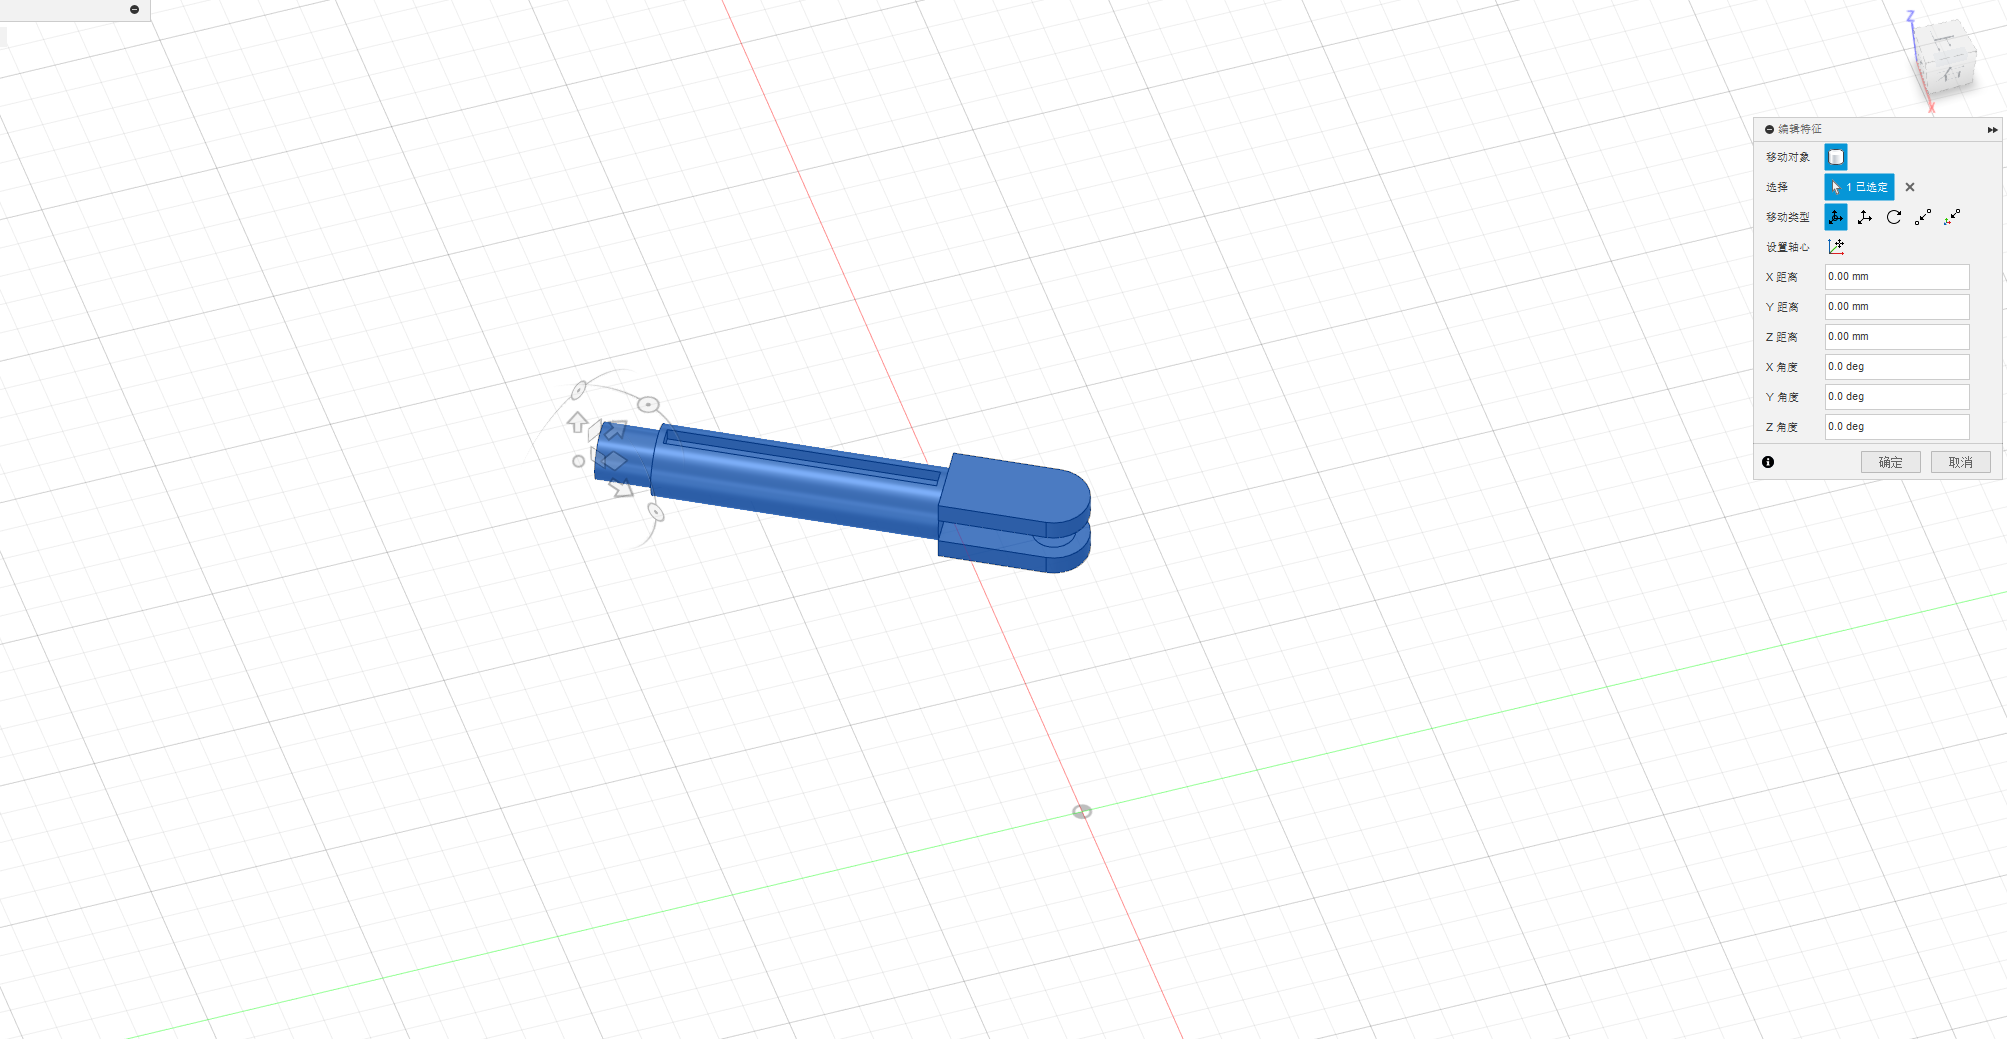 Z
X
编辑特征
移动对象
选择
1 已选定
移动类型
设置轴心
X 距离
0.00 mm
Y 距离
0.00 mm
Z 距离
0.00 mm
X 角度
0.0 deg
Y 角度
0.0 deg
Z 角度
0.0 deg
确定
取消